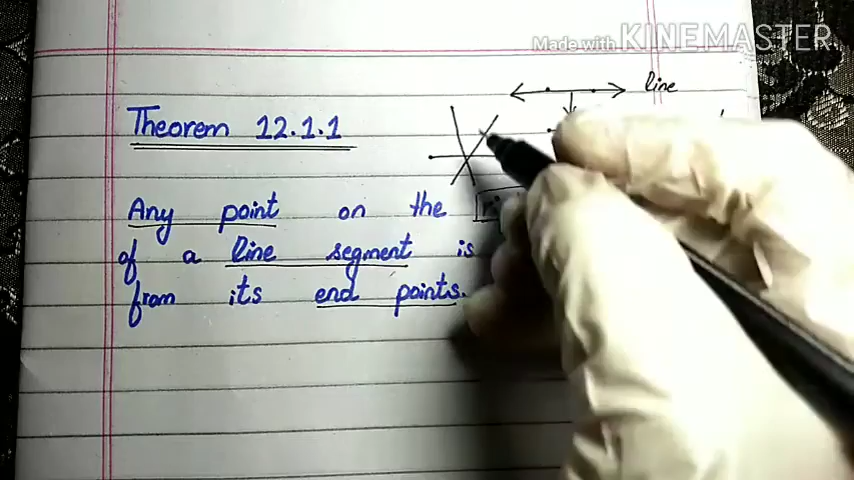 Made with KINEMASTER
line
Theorem 12.1.1
Any point on the
of a line segment is
from its end points.